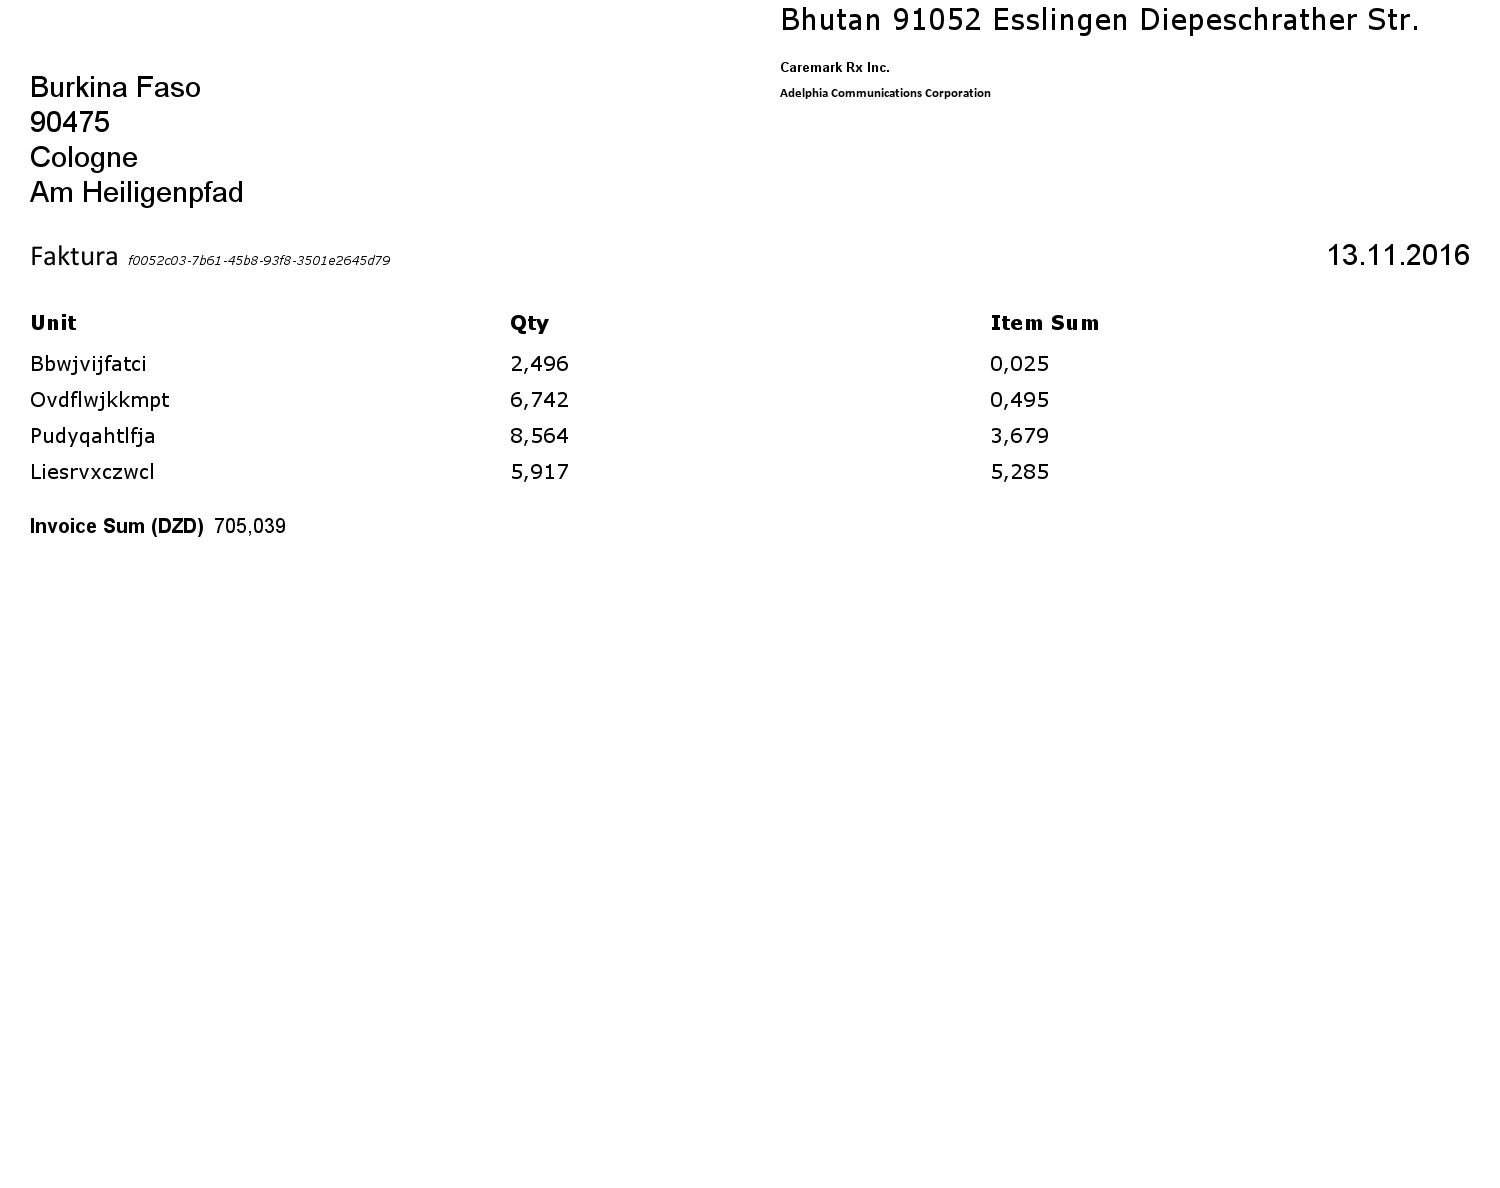 Bhutan 91052 Esslingen Diepeschrather Str.
Caremark Rx Inc.
Adelphia Communications Corporation
Burkina Faso
90475
Cologne
Am Heiligenpfad
Faktura f0052c03-7b61-45b8-93f8-3501e2645d79 13.11.2016
Unit Qty Item Sum
Bbwjvijfatci 2,496 0,025
Ovdflwjkkmpt 6,742 0,495
Pudyqahtlfja 8,564 3,679
Liesrvxczwcl 5,917 5,285
Invoice Sum (DZD) 705,039